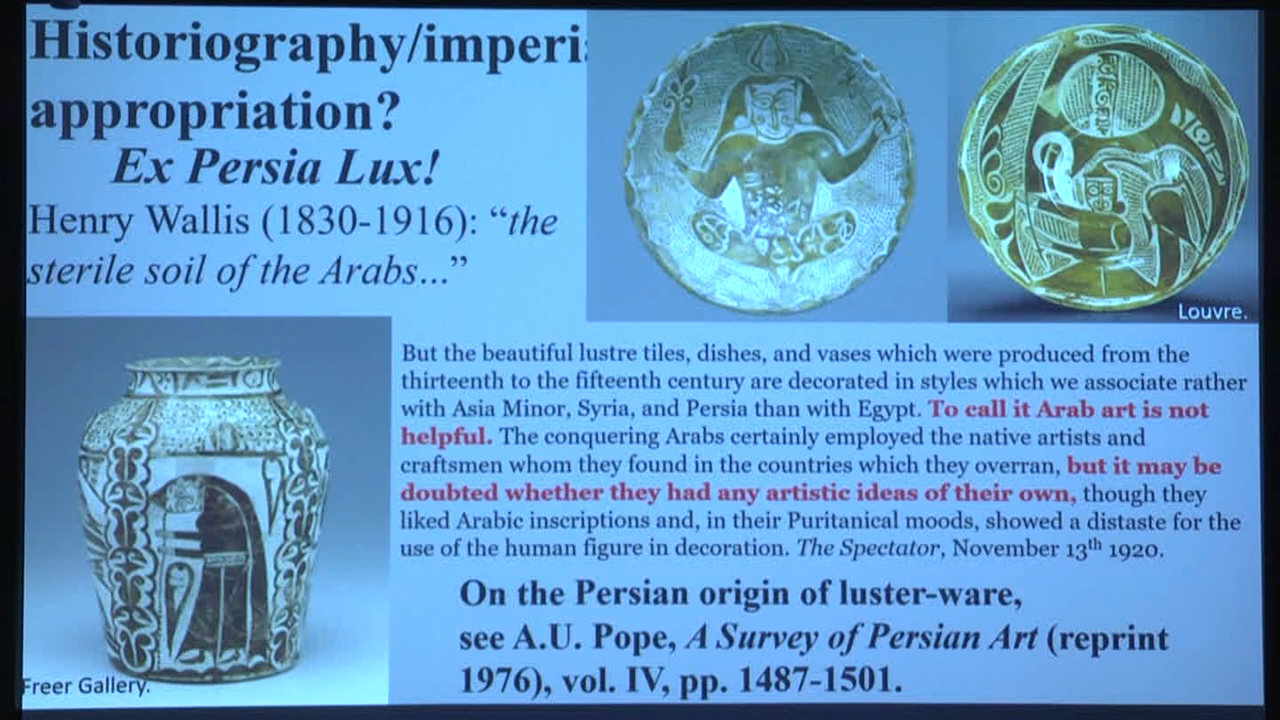 Historiography/imperi
appropriation?
Ex Persia Lux!
Henry Wallis (1830-1916): “the
sterile soil of the Arabs...”
Louvre.
But the beautiful lustre tiles, dishes, and vases which were produced from the
thirteenth to the fifteenth century are decorated in styles which we associate rather
with Asia Minor, Syria, and Persia than with Egypt. To call it Arab art is not
helpful. The conquering Arabs certainly employed the native artists and
craftsmen whom they found in the countries which they overran, but it may be
doubted whether they had any artistic ideas of their own, though they
liked Arabic inscriptions and, in their Puritanical moods, showed a distaste for the
use of the human figure in decoration. The Spectator, November 13th 1920.
Freer Gallery.
On the Persian origin of luster-ware,
see A.U. Pope, A Survey of Persian Art (reprint
1976), vol. IV, pp. 1487-1501.